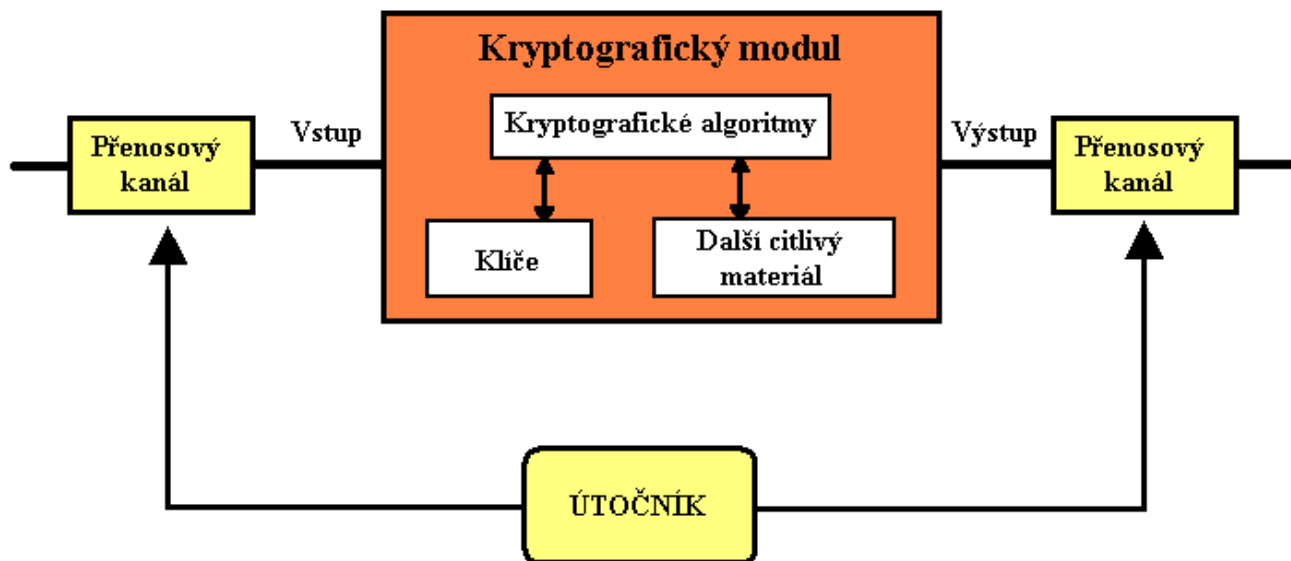 Kryptografický modul
Kryptografické algoritmy
Vstup
Výstup
Přenosový
kanál
Přenosový
kanál
Klíče
Další citlivý
materiál
ÚTOČNÍK